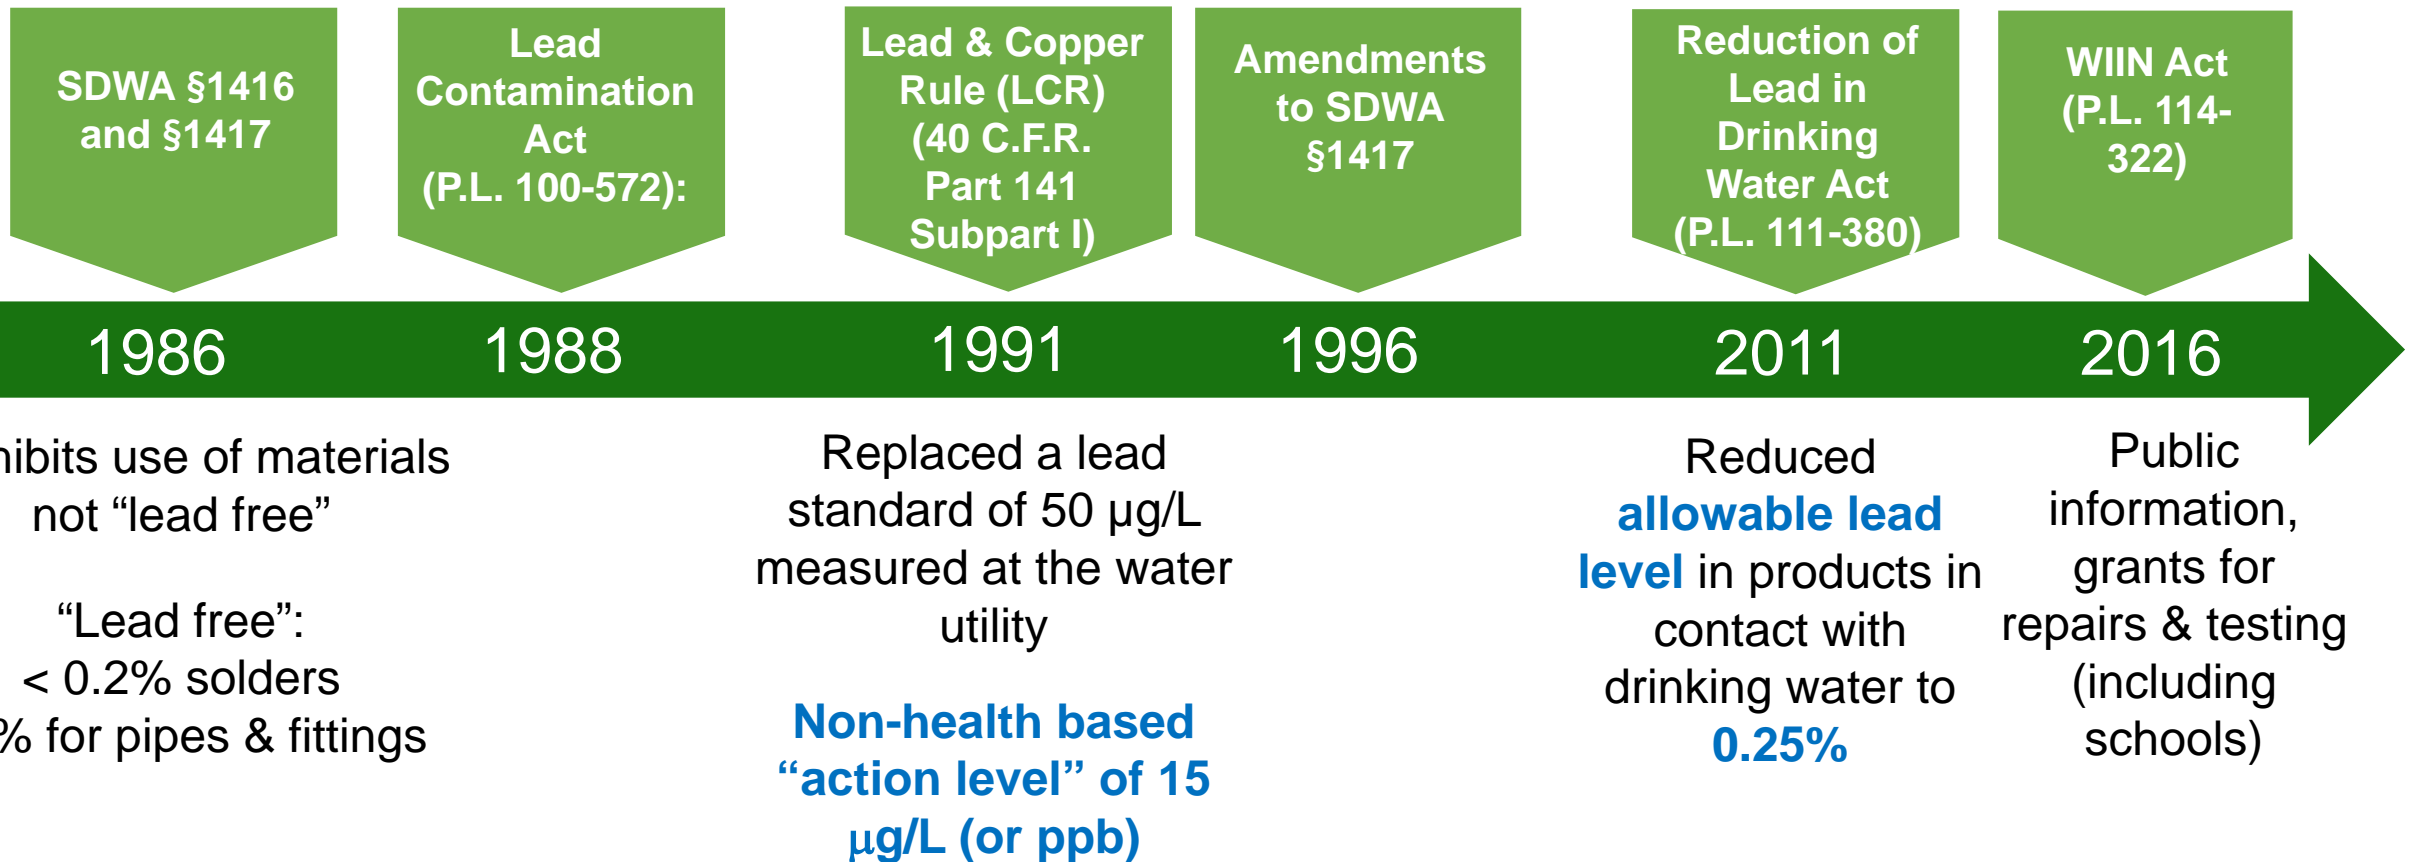 SDWA §1416
and §1417
Lead
Contamination
Act
(P.L. 100-572):
Lead & Copper
Rule (LCR)
(40 C.F.R.
Part 141
Subpart I)
Amendments
to SDWA
§1417
Reduction of
Lead in
Drinking
Water Act
(P.L. 111-380)
WIIN Act
(P.L. 114-
322)
1986
1988
1991
1996
2011
2016
use of materials
not “lead free”
“Lead free”:
< 0.2% solders
% for pipes & fittings
Replaced a lead
standard of 50 µg/L
measured at the water
utility
Non-health based
“action level” of 15
µg/L (or ppb)
Reduced
allowable lead
level in products in
contact with
drinking water to
0.25%
Public
information,
grants for
repairs & testing
(including
schools)